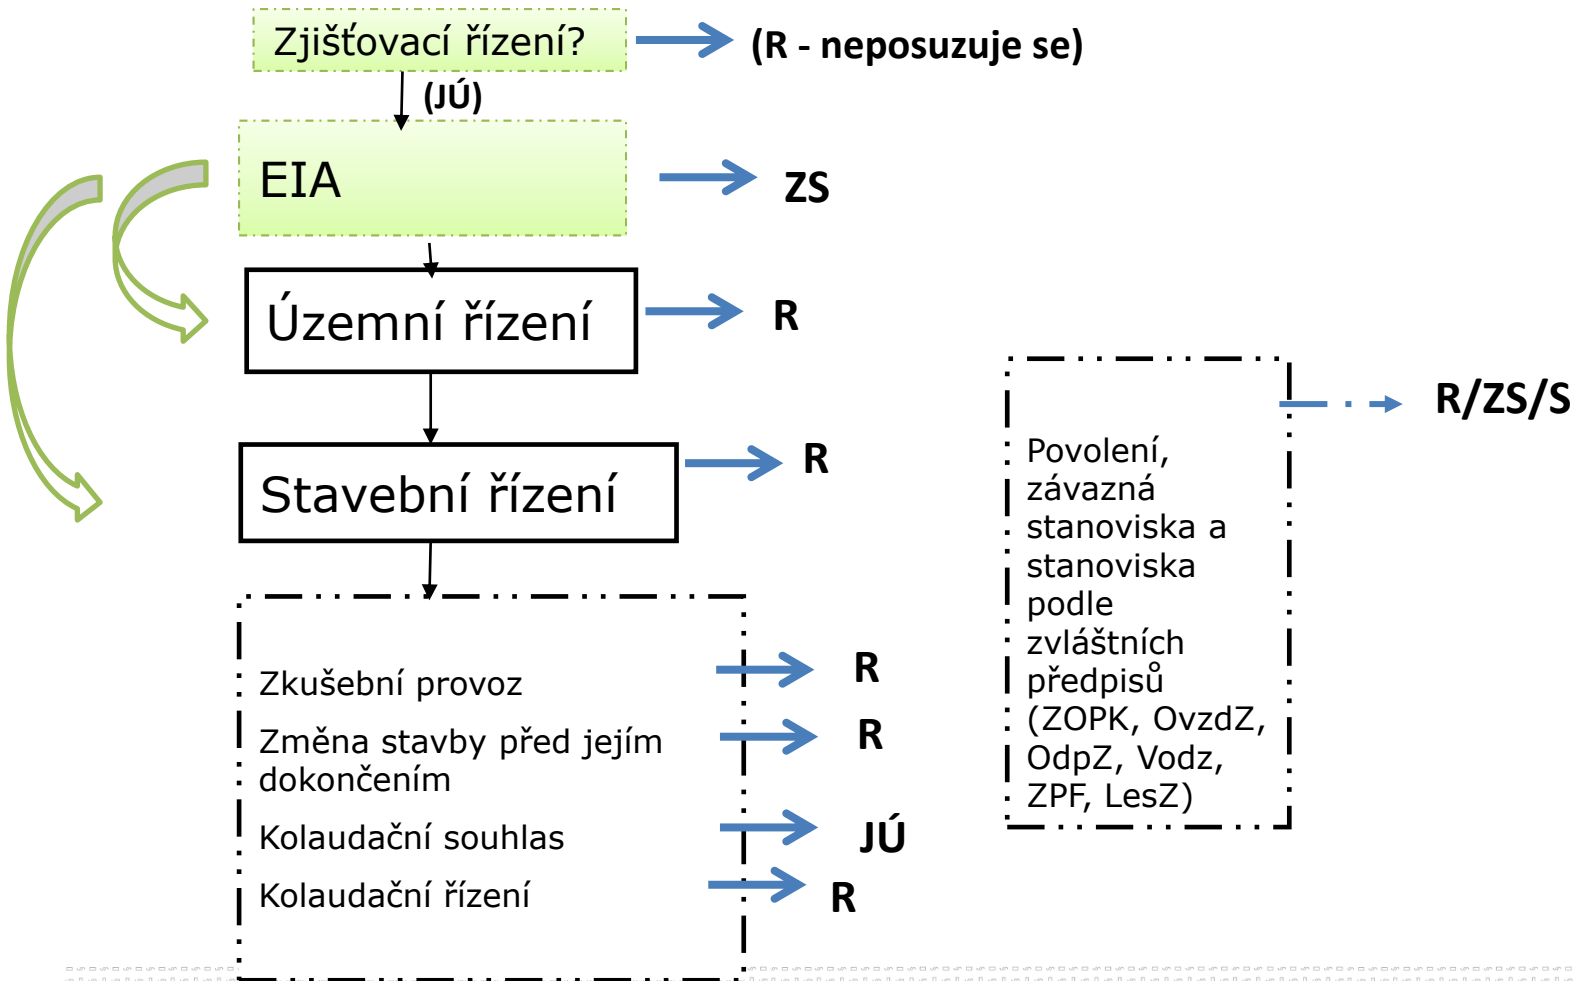 Zjišťovací řízení?
(R - neposuzuje se)
(JÚ)
EIA
ZS
Územní řízení
R
Stavební řízení
R
Zkušební provoz
R
Změna stavby před jejím
dokončením
R
Kolaudační souhlas
JÚ
Kolaudační řízení
R
Povolení,
závazná
stanoviska a
stanoviska
podle
zvláštních
předpisů
(ZOPK, OvzdZ,
OdpZ, Vodz,
ZPF, LesZ)
R/ZS/S